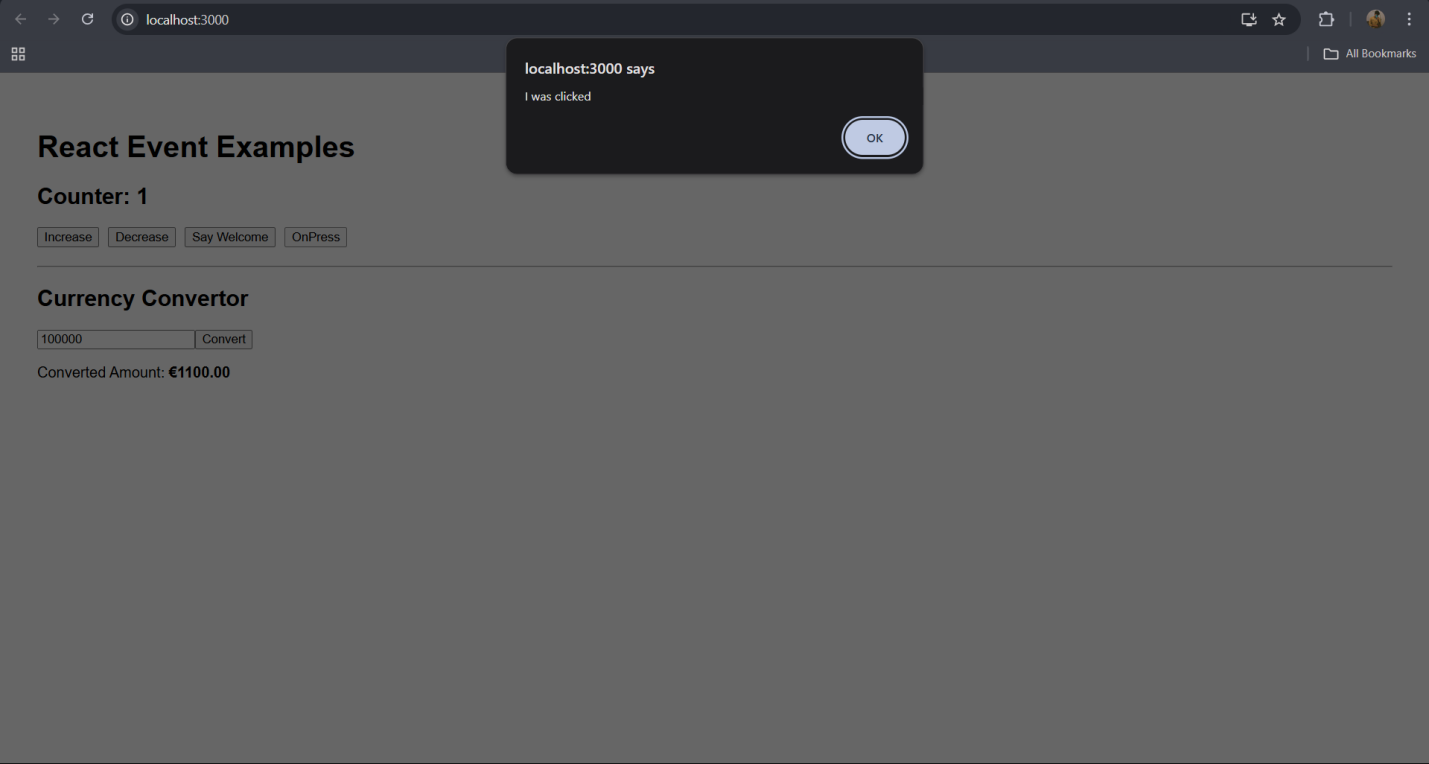 localhost:3000
All Bookmarks
localhost:3000 says
I was clicked
OK
React Event Examples
Counter: 1
Increase Decrease Say Welcome OnPress
Currency Convertor
100000 Convert
Converted Amount: €1100.00